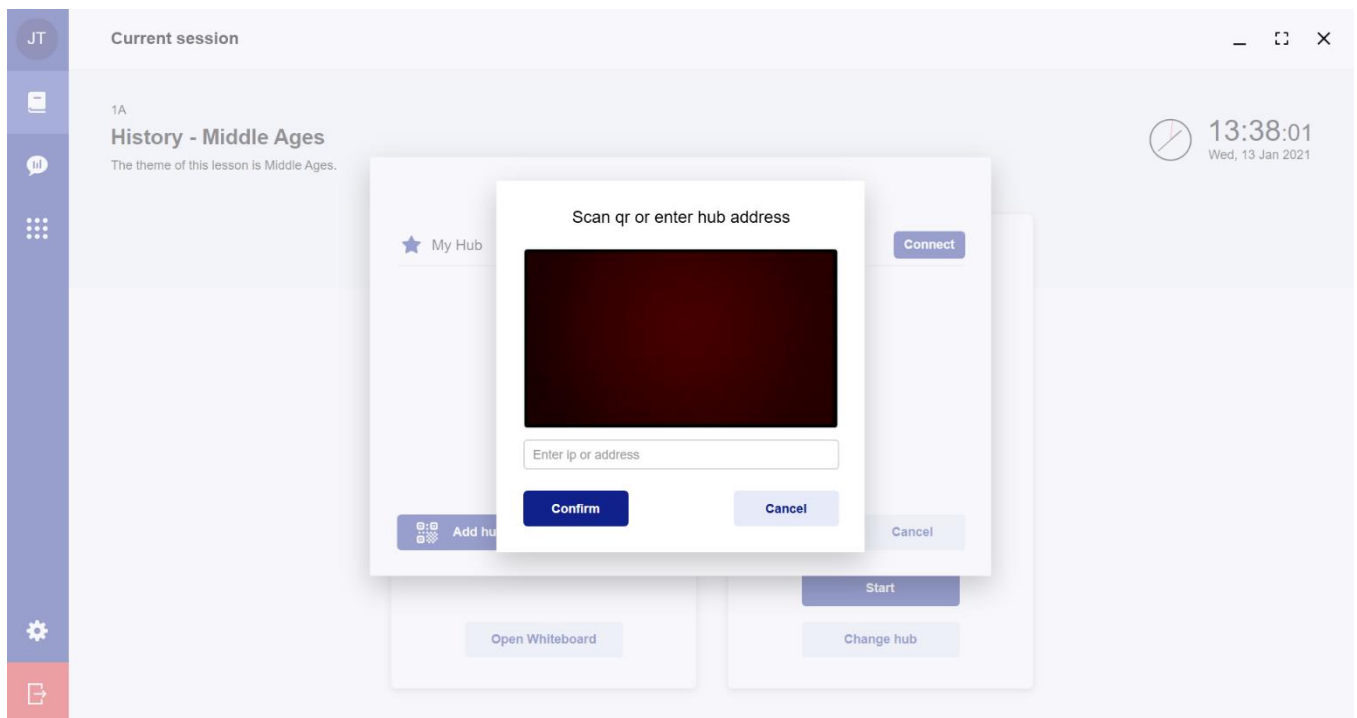 JT
Current session
1A
History - Middle Ages
The theme of this lesson is Middle Ages.
13:38:01
Wed, 13 Jan 2021
Scan qr or enter hub address
My Hub
Connect
Enter ip or address
Confirm
Cancel
Add hu
Cancel
Start
Open Whiteboard
Change hub